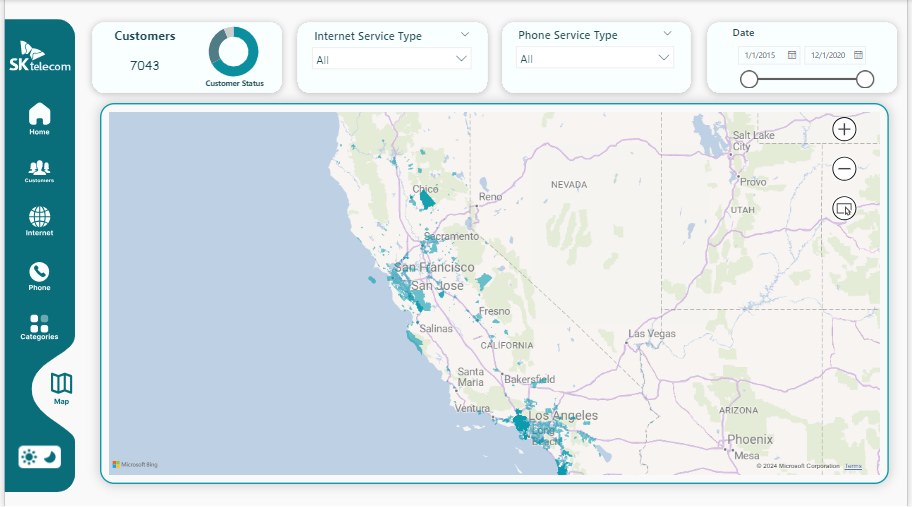 SK telecom
Home
Customers
Internet
Phone
Categories
Map
Customers
7043
Customer Status
Internet Service Type
All
Phone Service Type
All
Date
1/1/2015
12/1/2020
Salt Lake
City
Provo
NEVADA
UTAH
Chico
Reno
Sacramento
San Francisco
San Jose
Fresno
Salinas
CALIFORNIA
Las Vegas
Santa
Maria
Bakersfield
Ventura
Los Angeles
Long
Beach
ARIZONA
Phoenix
Mesa
Microsoft Bing
© 2024 Microsoft Corporation Terms